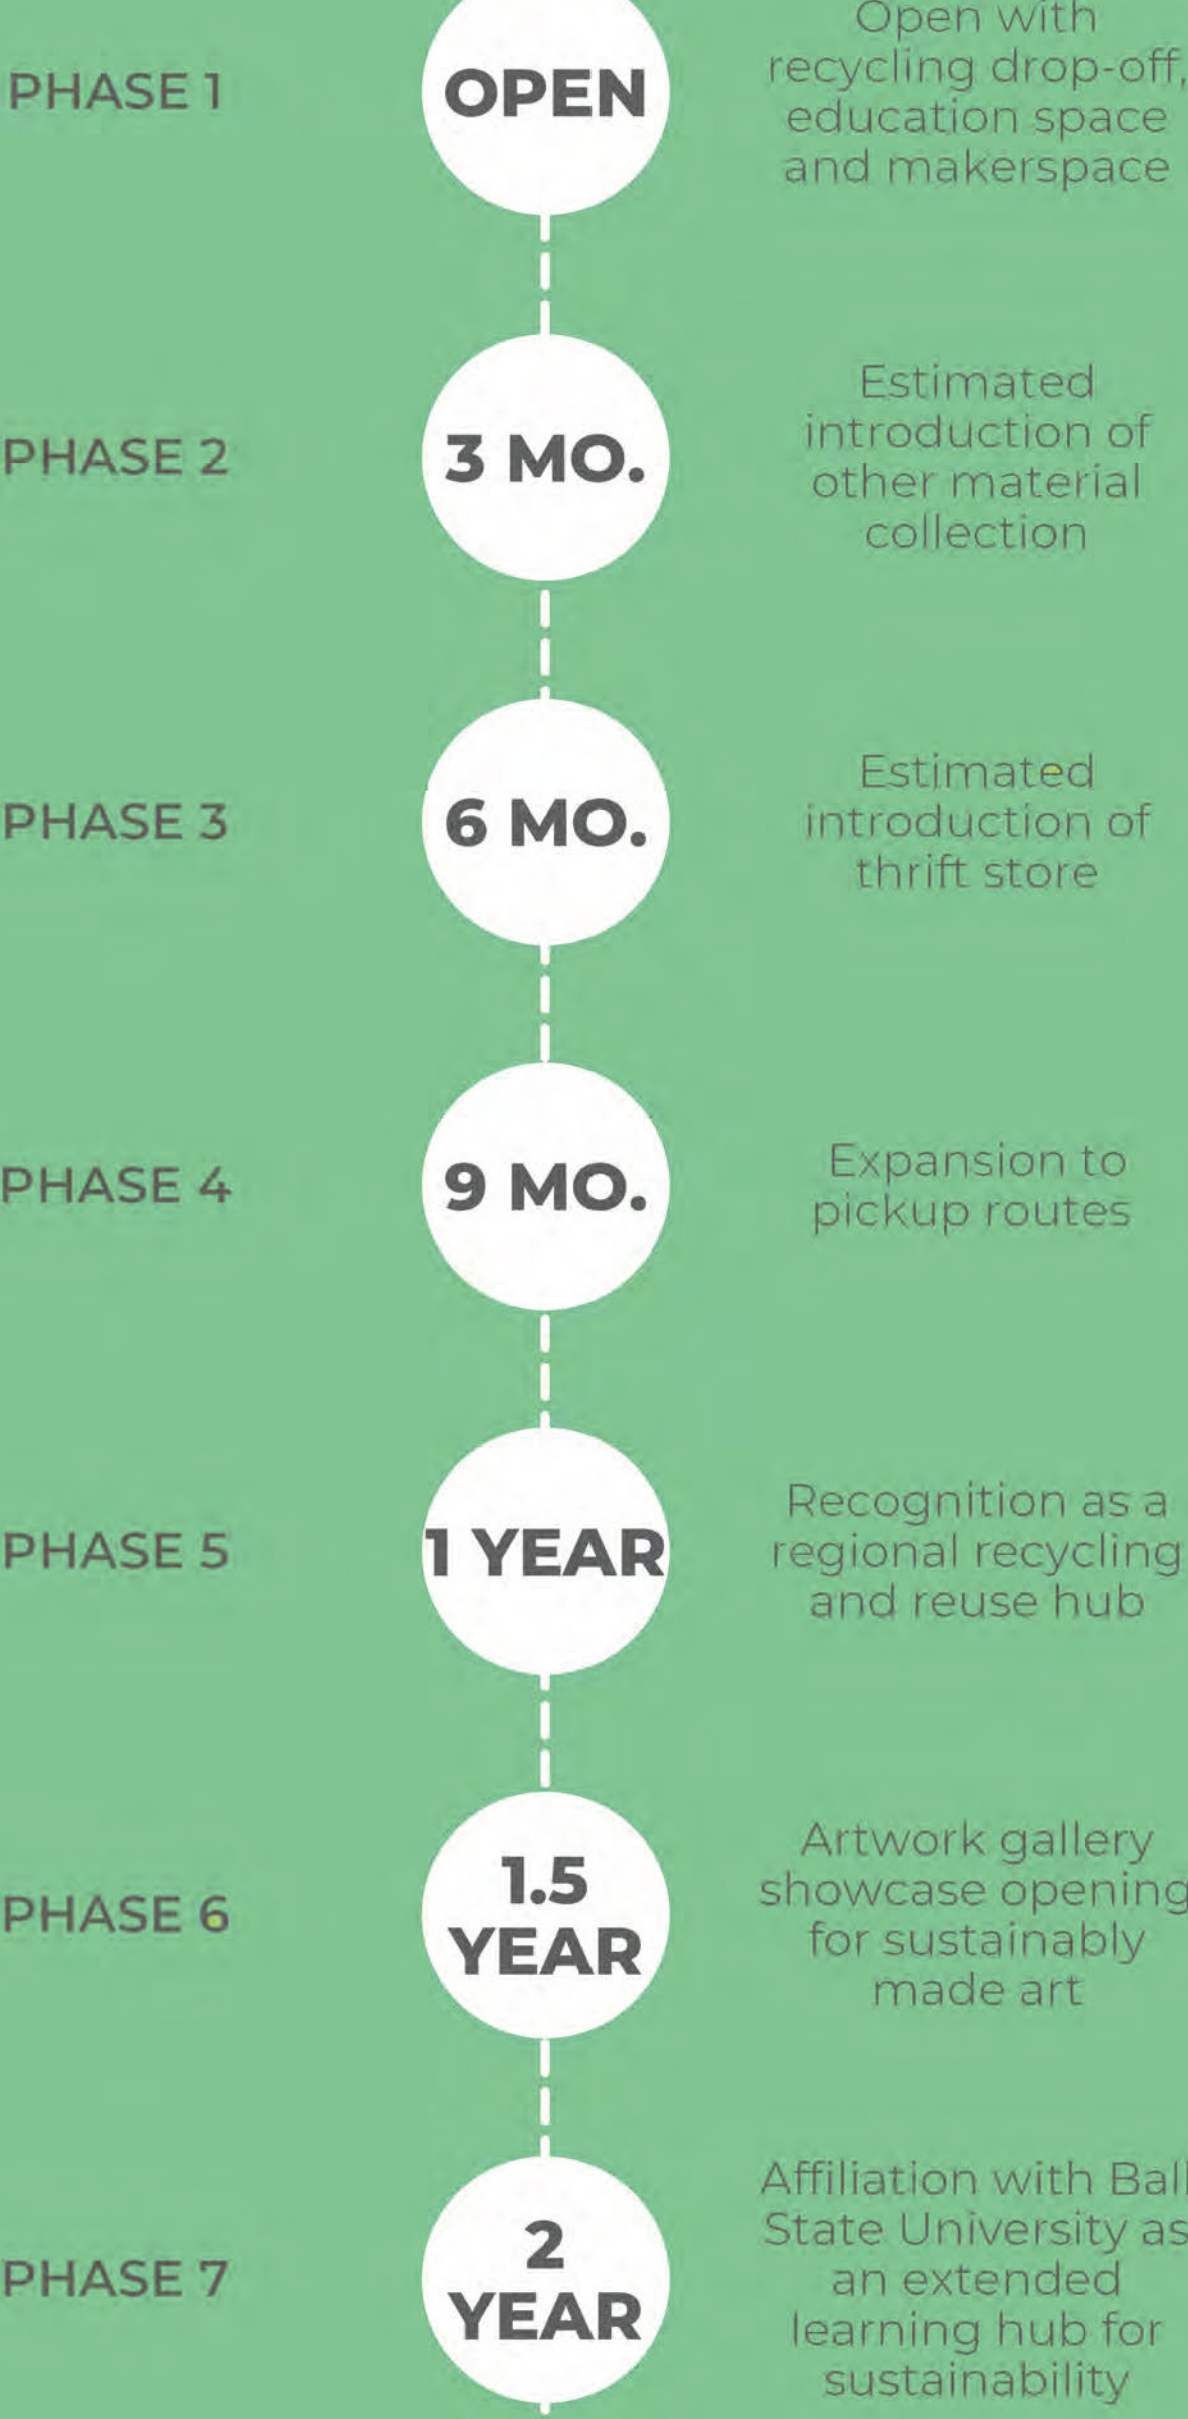 PHASE 1
OPEN
Open with
recycling drop-off,
education space
and makerspace
PHASE 2
3 MO.
Estimated
introduction of
other material
collection
PHASE 3
6 MO.
Estimated
introduction of
thrift store
PHASE 4
9 MO.
Expansion to
pickup routes
PHASE 5
1 YEAR
Recognition as a
regional recycling
and reuse hub
PHASE 6
1.5
YEAR
Artwork gallery
showcase opening
for sustainably
made art
PHASE 7
2
YEAR
Affiliation with Ball
State University as
an extended
learning hub for
sustainability